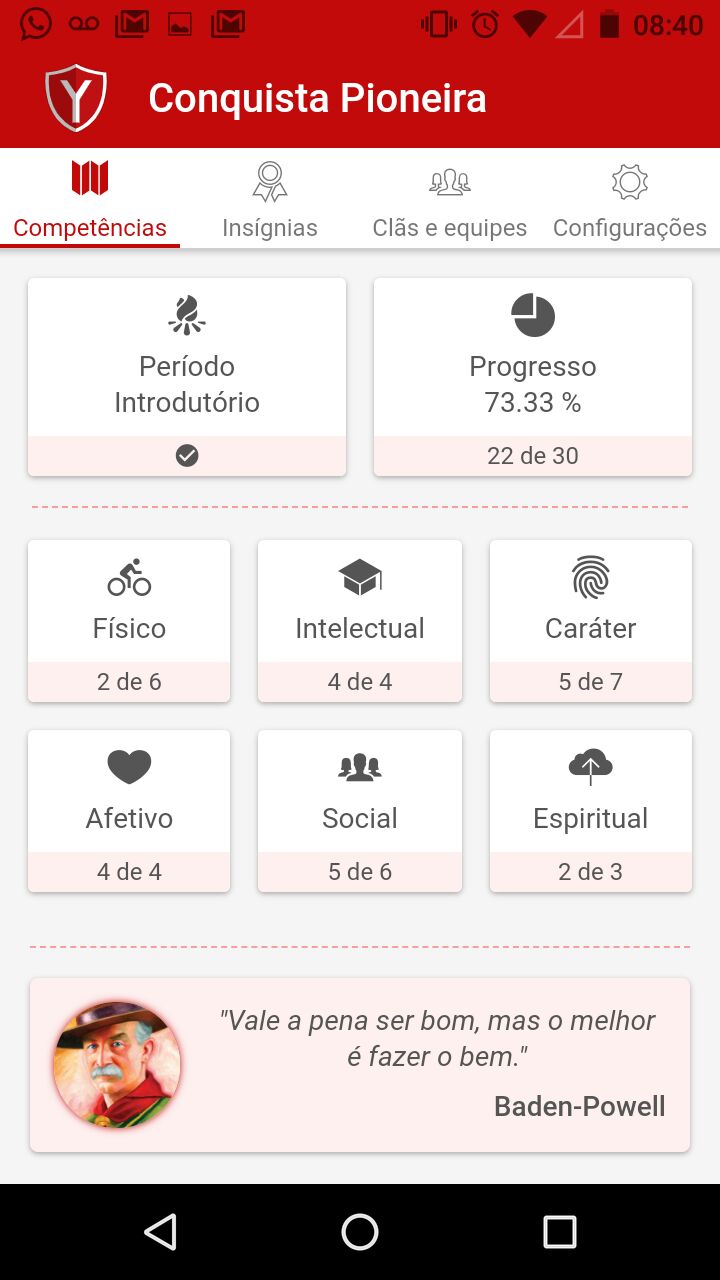 08:40
Y
Conquista Pioneira
Competências
Insígnias
Clãs e equipes
Configurações
Período
Introdutório
Progresso
73.33 %
22 de 30
Físico
2 de 6
Intelectual
4 de 4
Caráter
5 de 7
Afetivo
4 de 4
Social
5 de 6
Espiritual
2 de 3
"Vale a pena ser bom, mas o melhor
é fazer o bem."
Baden-Powell